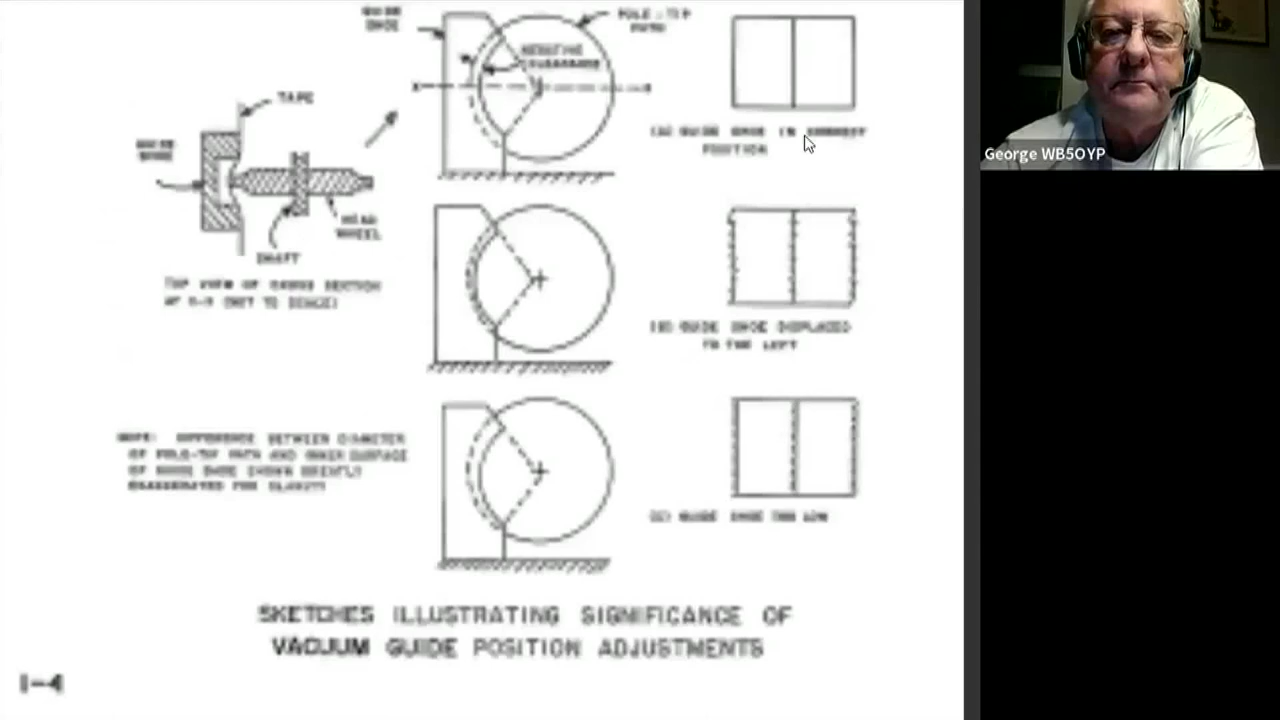 GUIDE
SHOE
POLE-TIP
PATH
NEGATIVE
CLEARANCE
TAPE
GUIDE
SHOE
HEAD
WHEEL
SHAFT
TOP VIEW OF CROSS SECTION
AT X-X (NOT TO SCALE)
(A) GUIDE SHOE IN CORRECT
POSITION
(B) GUIDE SHOE DISPLACED
TO THE LEFT
NOTE: DIFFERENCE BETWEEN DIAMETER
OF POLE-TIP PATH AND INNER SURFACE
OF GUIDE SHOE SHOWN GREATLY
EXAGGERATED FOR CLARITY
(C) GUIDE SHOE TOO LOW
SKETCHES ILLUSTRATING SIGNIFICANCE OF
VACUUM GUIDE POSITION ADJUSTMENTS
I-4
George WB5OYP